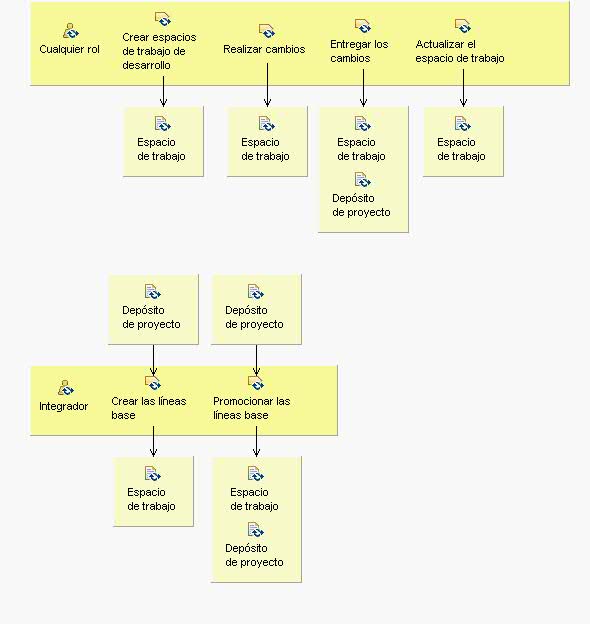 Cualquier rol
Crear espacios
de trabajo de
desarrollo
Realizar cambios
Entregar los
cambios
Actualizar el
espacio de trabajo
Espacio
de trabajo
Espacio
de trabajo
Espacio
de trabajo
Depósito
de proyecto
Espacio
de trabajo
Depósito
de proyecto
Depósito
de proyecto
Integrador
Crear las líneas
base
Promocionar las
líneas base
Espacio
de trabajo
Espacio
de trabajo
Depósito
de proyecto